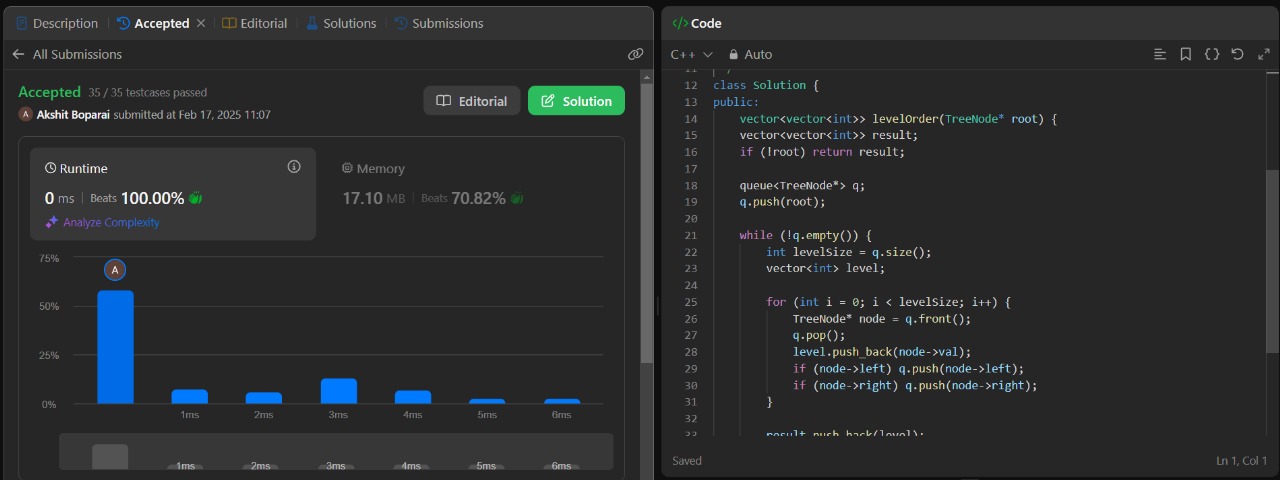 Description
Accepted
Editorial
Solutions
Submissions
All Submissions
Accepted 35 / 35 testcases passed
A Akshit Boparai submitted at Feb 17, 2025 11:07
Editorial
Solution
Runtime
0 ms | Beats 100.00%
Analyze Complexity
Memory
17.10 MB | Beats 70.82%
75%
50%
25%
0%
A
1ms 2ms 3ms 4ms 5ms 6ms
1ms 2ms 3ms 4ms 5ms 6ms
</> Code
C++ Auto
11 */
12 class Solution {
13 public:
14 vector<vector<int>> levelOrder(TreeNode* root) {
15 vector<vector<int>> result;
16 if (!root) return result;
17
18 queue<TreeNode*> q;
19 q.push(root);
20
21 while (!q.empty()) {
22 int levelSize = q.size();
23 vector<int> level;
24
25 for (int i = 0; i < levelSize; i++) {
26 TreeNode* node = q.front();
27 q.pop();
28 level.push_back(node->val);
29 if (node->left) q.push(node->left);
30 if (node->right) q.push(node->right);
31 }
32
33 result.push_back(level);
Saved
Ln 1, Col 1